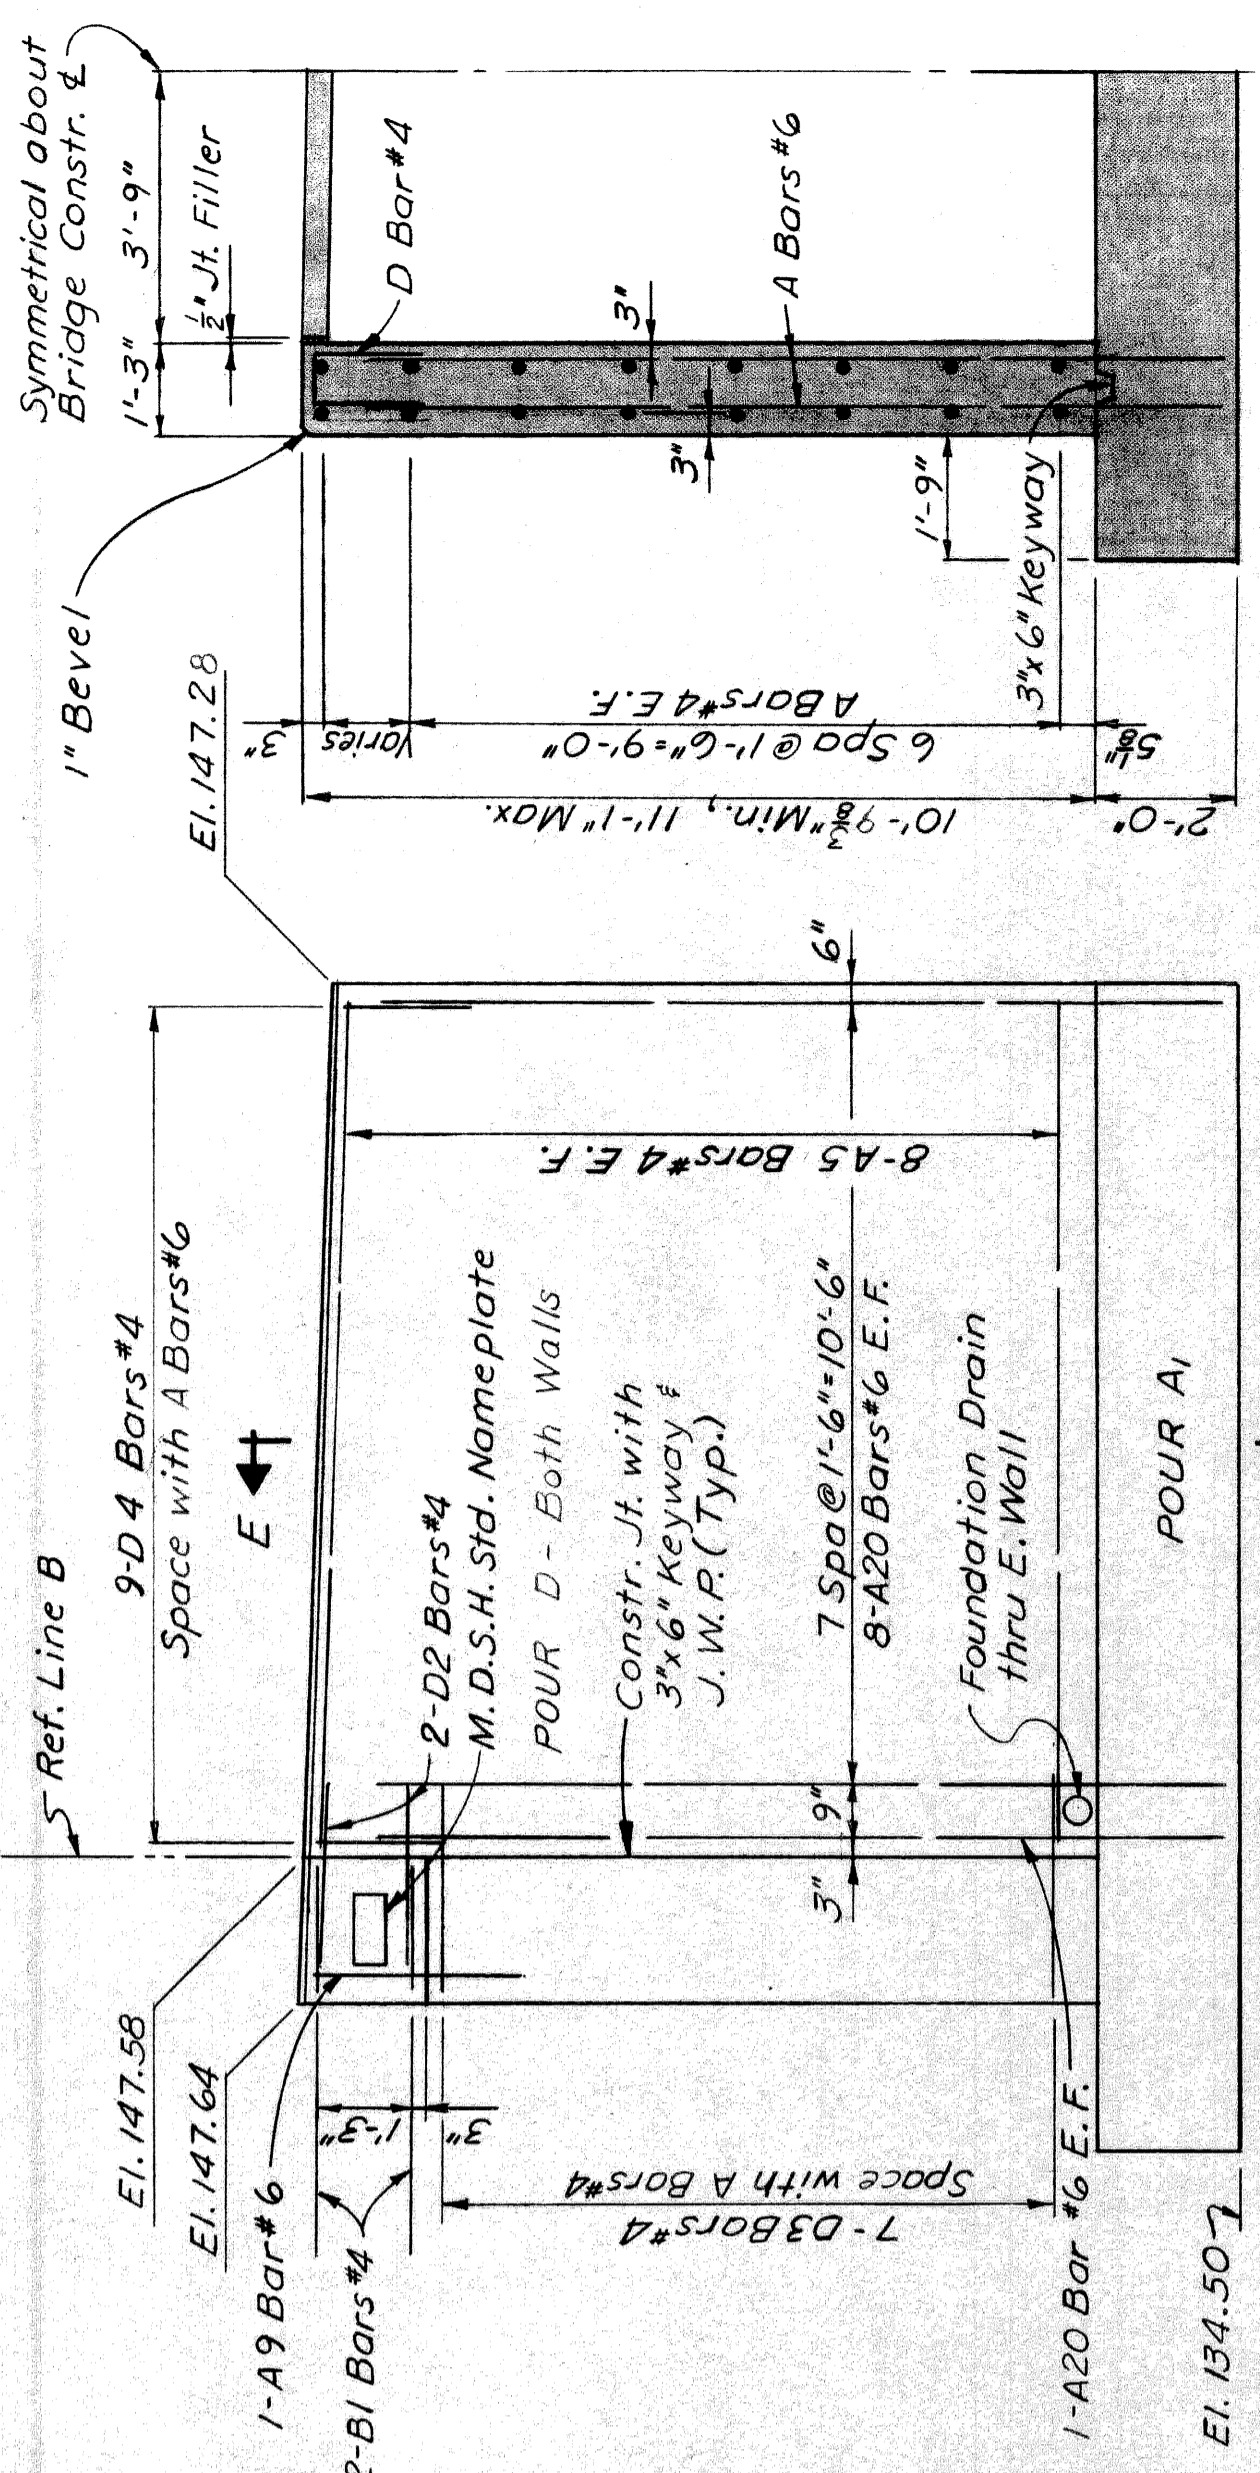 Symmetrical about
Bridge Constr. ℄
1'-3" 3'-9"
½" Jt. Filler
1" Bevel
D Bar #4
3"
3"
A Bars #6
1'-9"
3"x6" Keyway
El. 147.28
3"
Varies
6 Spa @ 1'-6" = 9'-0"
A Bars #4 E.F.
5⅛"
10'-9⅜" Min., 11'-1" Max.
2'-0"
Ref. Line B
9-D4 Bars #4
Space with A Bars #6
E
2-D2 Bars #4
M.D.S.H. Std. Nameplate
POUR D - Both Walls
Constr. Jt. with
3"x6" Keyway &
J.W.P. (Typ.)
8-A5 Bars #4 E.F.
6"
7 Spa @ 1'-6" = 10'-6"
8-A20 Bars #6 E.F.
9"
3"
Foundation Drain
thru E. Wall
POUR A1
El. 147.58
El. 147.64
1-A9 Bar #6
2-B1 Bars #4
1'-3"
3"
7-D3 Bars #4
Space with A Bars #4
1-A20 Bar #6 E.F.
El. 134.50